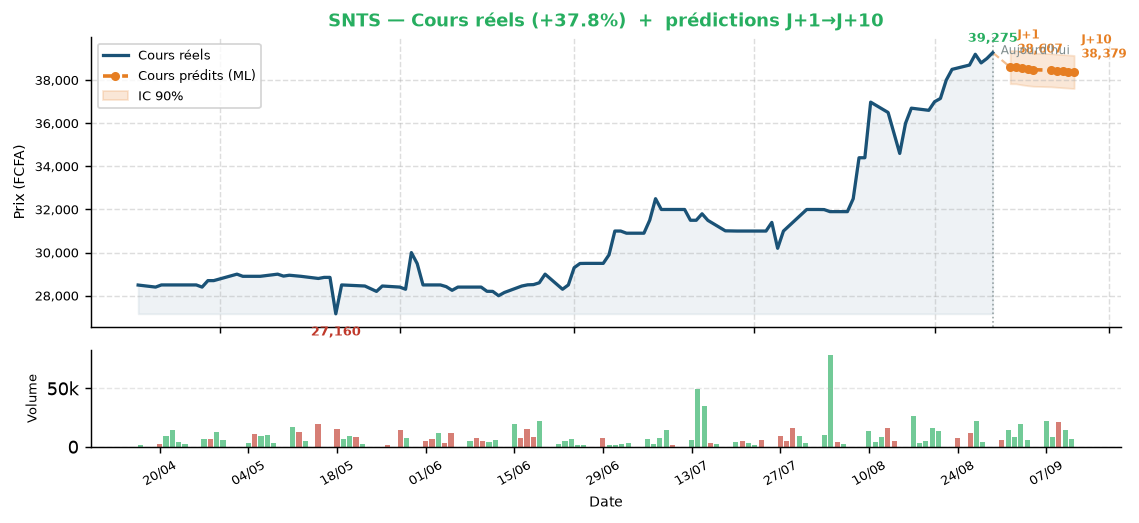 SNTS — Cours réels (+37.8%)  +  prédictions J+1→J+10
Cours réels
Cours prédits (ML)
IC 90%
39,275
J+1
38,607
Aujourd'hui
J+10
38,379
27,160
Prix (FCFA)
38,000
36,000
34,000
32,000
30,000
28,000
Volume
50k
0
20/04
04/05
18/05
01/06
15/06
29/06
13/07
27/07
10/08
24/08
07/09
Date